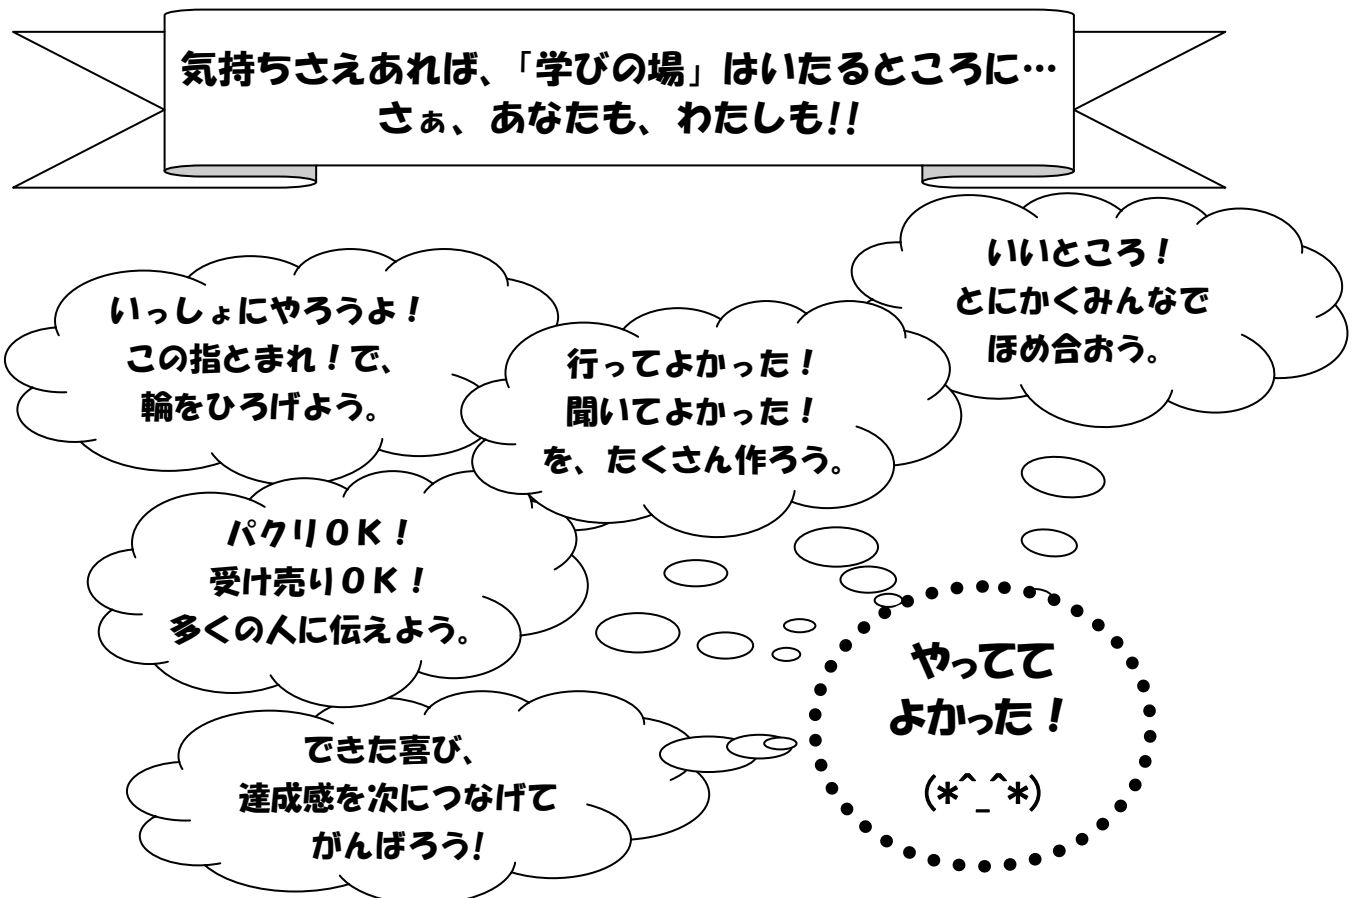 気持ちさえあれば、「学びの場」はいたるところに…
さぁ、あなたも、わたしも!!
いっしょにやろうよ！
この指とまれ！で、
輪をひろげよう。
行ってよかった！
聞いてよかった！
を、たくさん作ろう。
いいところ！
とにかくみんなで
ほめ合おう。
パクリOK！
受け売りOK！
多くの人に伝えよう。
できた喜び、
達成感を次につなげて
がんばろう!
やってて
よかった！
(*^_^*)